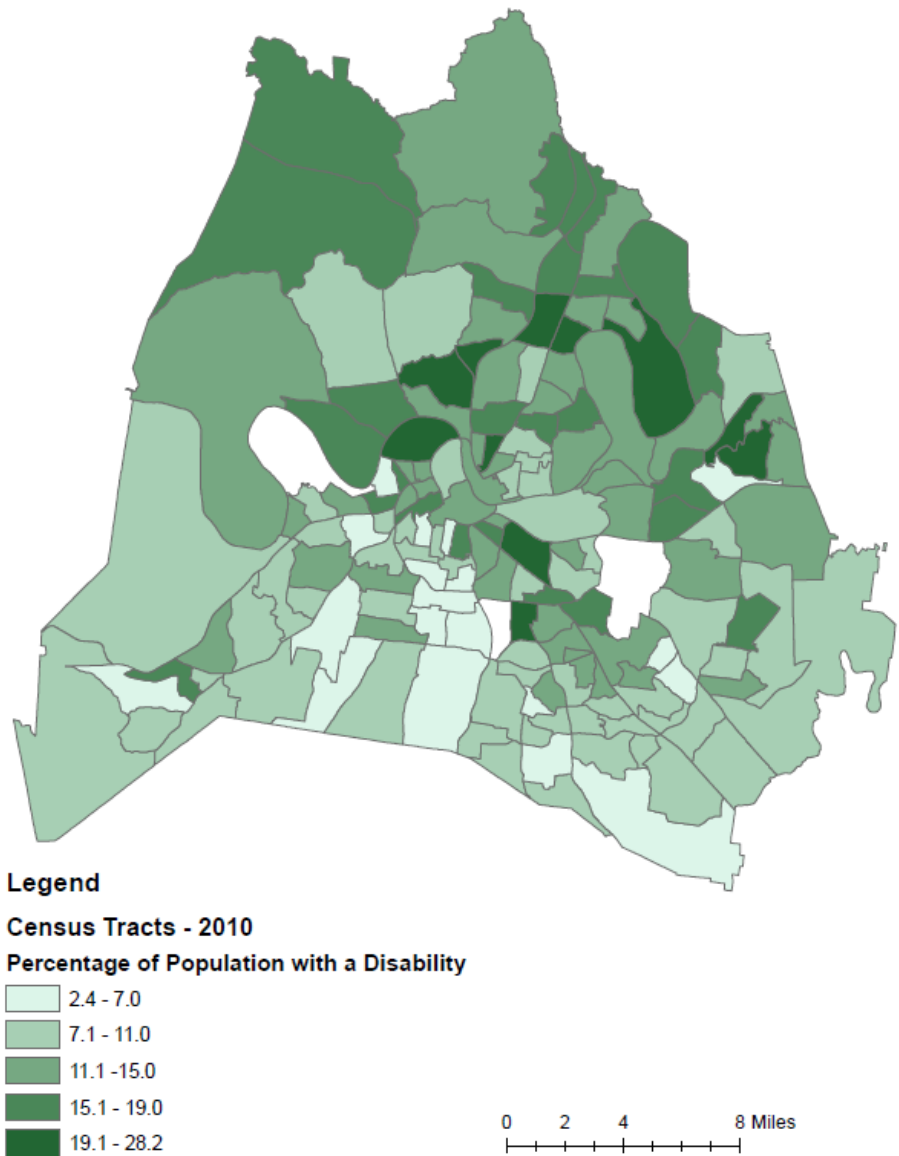 Legend
Census Tracts - 2010
Percentage of Population with a Disability
2.4 - 7.0
7.1 - 11.0
11.1 -15.0
15.1 - 19.0
19.1 - 28.2
0 2 4 8 Miles